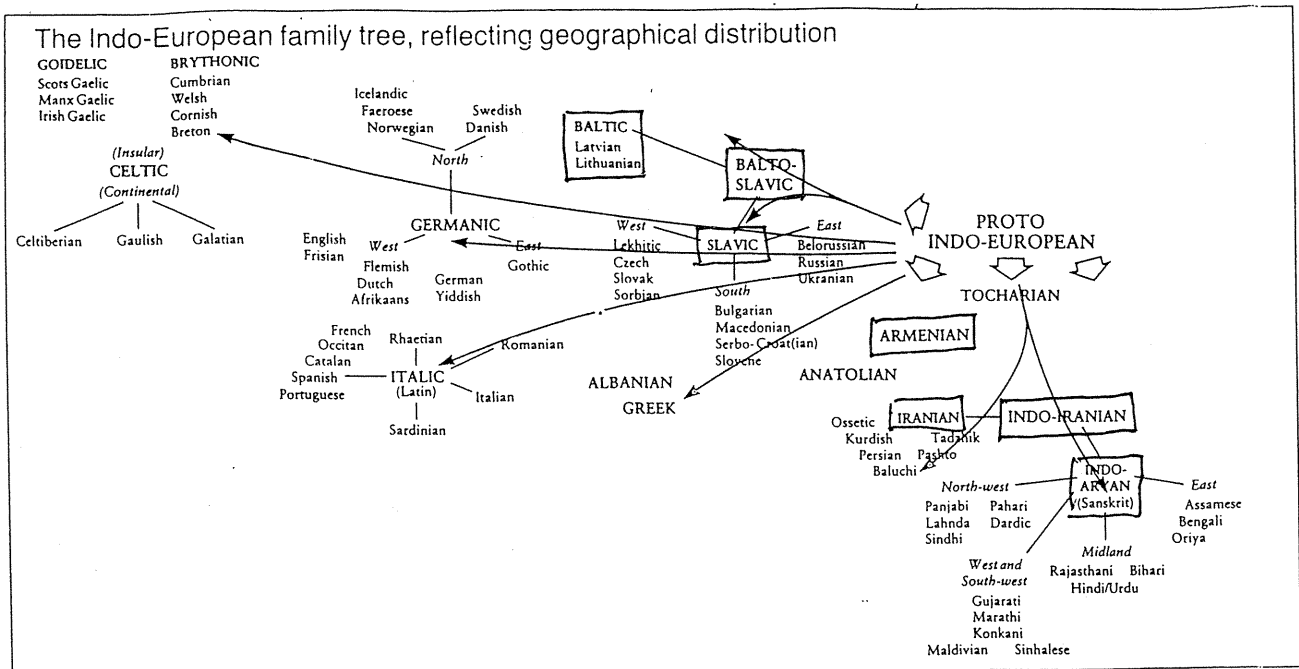 The Indo-European family tree, reflecting geographical distribution
GOIDELIC
Scots Gaelic
Manx Gaelic
Irish Gaelic
BRYTHONIC
Cumbrian
Welsh
Cornish
Breton
(Insular)
CELTIC
(Continental)
Celtiberian
Gaulish
Galatian
Icelandic
Faeroese
Norwegian
Swedish
Danish
North
GERMANIC
West
English
Frisian
Flemish
Dutch
Afrikaans
German
Yiddish
East
Gothic
BALTIC
Latvian
Lithuanian
BALTO-
SLAVIC
SLAVIC
West
Lekhitic
Czech
Slovak
Sorbian
East
Belorussian
Russian
Ukranian
South
Bulgarian
Macedonian
Serbo-Croat(ian)
Slovene
PROTO
INDO-EUROPEAN
TOCHARIAN
ARMENIAN
ANATOLIAN
ALBANIAN
GREEK
French
Occitan
Catalan
Spanish
Portuguese
Rhaetian
Romanian
ITALIC
(Latin)
Italian
Sardinian
IRANIAN
Ossetic
Kurdish
Tadzhik
Persian
Pashto
Baluchi
INDO-IRANIAN
INDO-
ARYAN
(Sanskrit)
North-west
Panjabi
Pahari
Lahnda
Dardic
Sindhi
East
Assamese
Bengali
Oriya
Midland
Rajasthani
Bihari
Hindi/Urdu
West and
South-west
Gujarati
Marathi
Konkani
Maldivian
Sinhalese